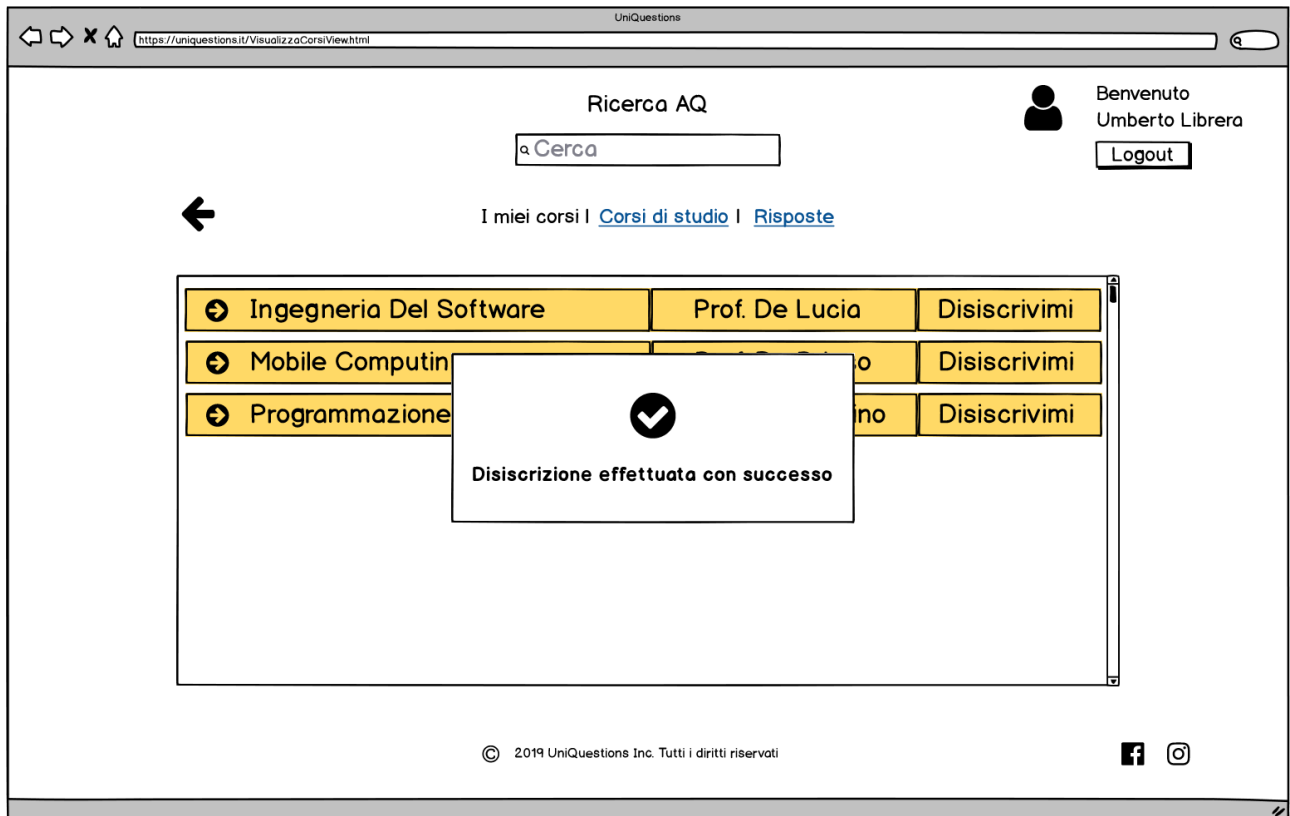 UniQuestions
https://uniquestions.it/VisualizzaCorsiView.html
Ricerca AQ
Cerca
Benvenuto
Umberto Librera
Logout
I miei corsi | Corsi di studio | Risposte
Ingegneria Del Software Prof. De Lucia Disiscrivimi
Mobile Disiscrivimi
Programmazione Disiscrivimi
Disiscrizione effettuata con successo
© 2019 UniQuestions Inc. Tutti i diritti riservati